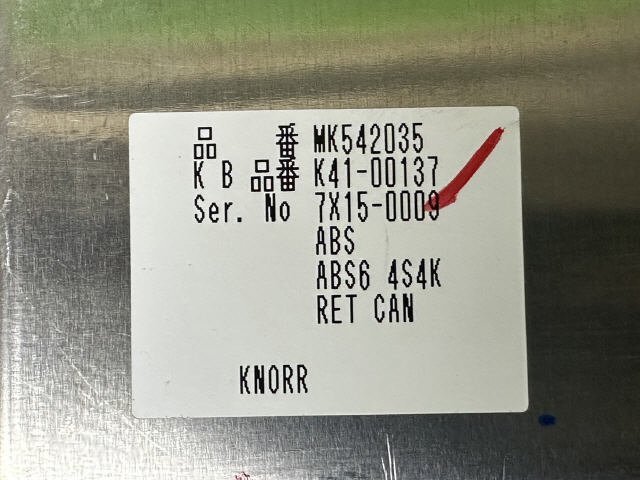 品 番 MK542035
K B 品番 K41-00137
Ser. No 7X15-0009
ABS
ABS6 4S4K
RET CAN
KNORR